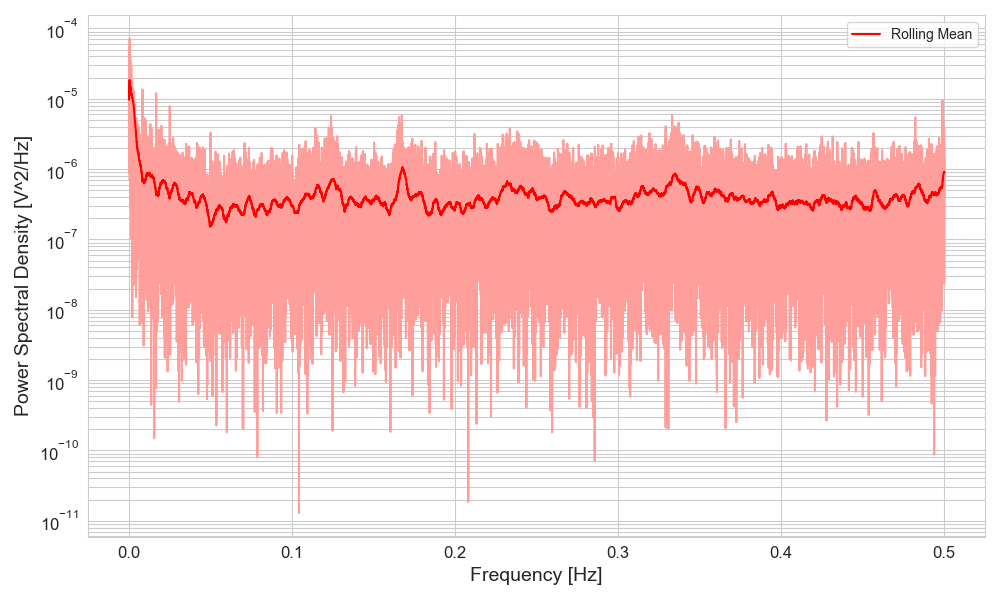 Rolling Mean
Power Spectral Density [V^2/Hz]
10⁻⁴
10⁻⁵
10⁻⁶
10⁻⁷
10⁻⁸
10⁻⁹
10⁻¹⁰
10⁻¹¹
0.0 0.1 0.2 0.3 0.4 0.5
Frequency [Hz]